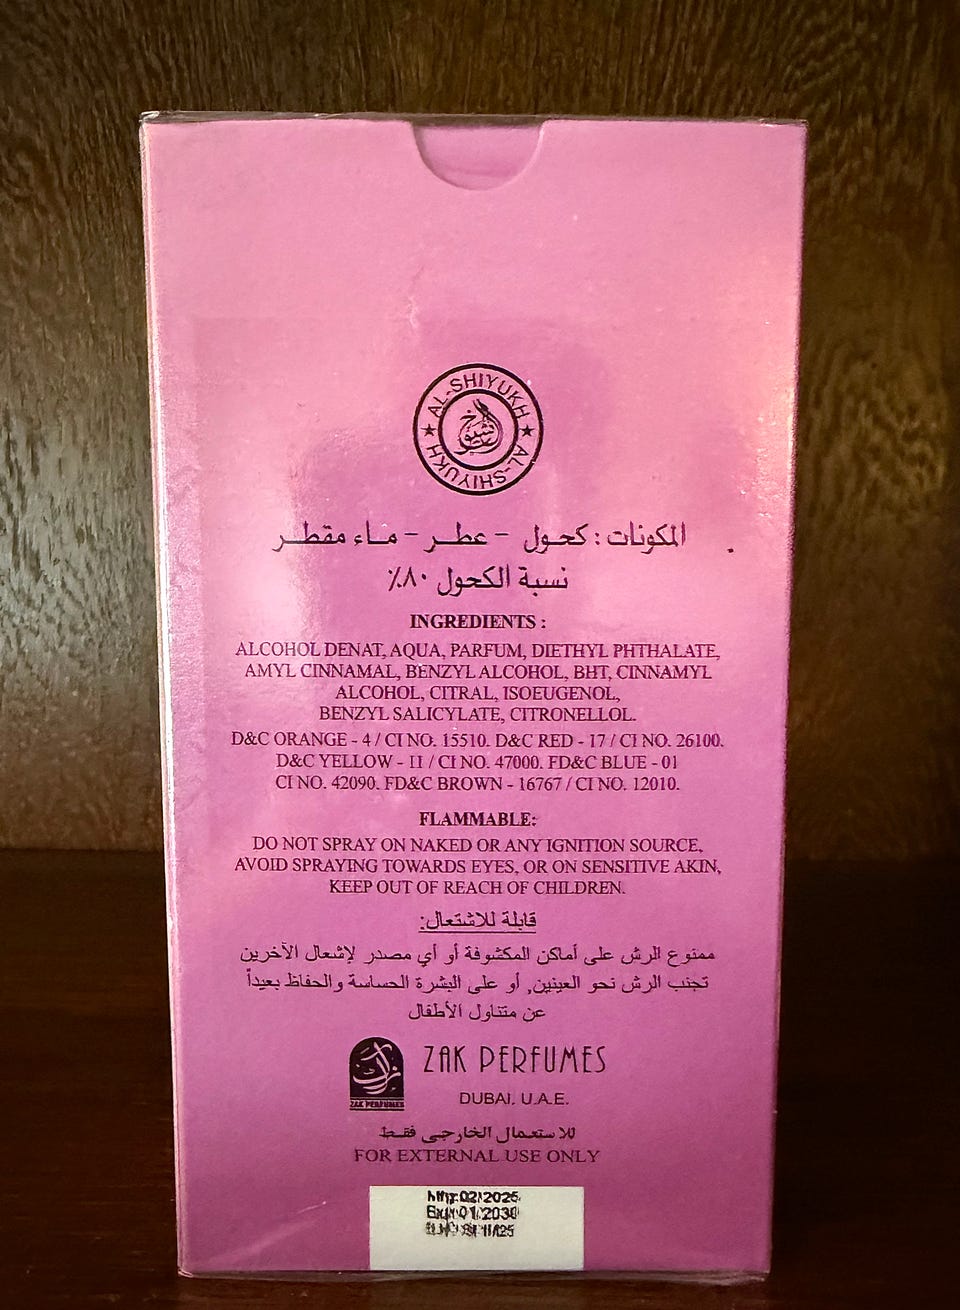 AL-SHIYUKH ★ AL-SHIYUKH ★
شيوخ
المكونات : كحول - عطر - ماء مقطر
نسبة الكحول ٨٠٪
INGREDIENTS :
ALCOHOL DENAT, AQUA, PARFUM, DIETHYL PHTHALATE,
AMYL CINNAMAL, BENZYL ALCOHOL, BHT, CINNAMYL
ALCOHOL, CITRAL, ISOEUGENOL,
BENZYL SALICYLATE, CITRONELLOL.
D&C ORANGE - 4 / CI NO. 15510. D&C RED - 17 / CI NO. 26100.
D&C YELLOW - 11 / CI NO. 47000. FD&C BLUE - 01
CI NO. 42090. FD&C BROWN - 16767 / CI NO. 12010.
FLAMMABLE:
DO NOT SPRAY ON NAKED OR ANY IGNITION SOURCE,
AVOID SPRAYING TOWARDS EYES, OR ON SENSITIVE AKIN,
KEEP OUT OF REACH OF CHILDREN.
قابلة للاشتعال:
ممنوع الرش على أماكن المكشوفة أو أي مصدر لإشعال الآخرين
تجنب الرش نحو العينين, أو على البشرة الحساسة والحفاظ بعيداً
عن متناول الأطفال
ZAK PERFUMES
ZAK PERFUMES
DUBAI. U.A.E.
للاستعمال الخارجي فقط
FOR EXTERNAL USE ONLY
02/2025
01/2030